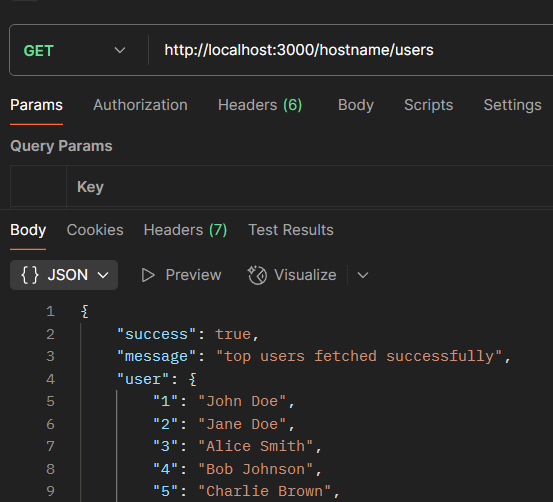 GET http://localhost:3000/hostname/users
Params Authorization Headers (6) Body Scripts Settings
Query Params
Key
Body Cookies Headers (7) Test Results
{} JSON Preview Visualize
1 {
2 "success": true,
3 "message": "top users fetched successfully",
4 "user": {
5 "1": "John Doe",
6 "2": "Jane Doe",
7 "3": "Alice Smith",
8 "4": "Bob Johnson",
9 "5": "Charlie Brown",